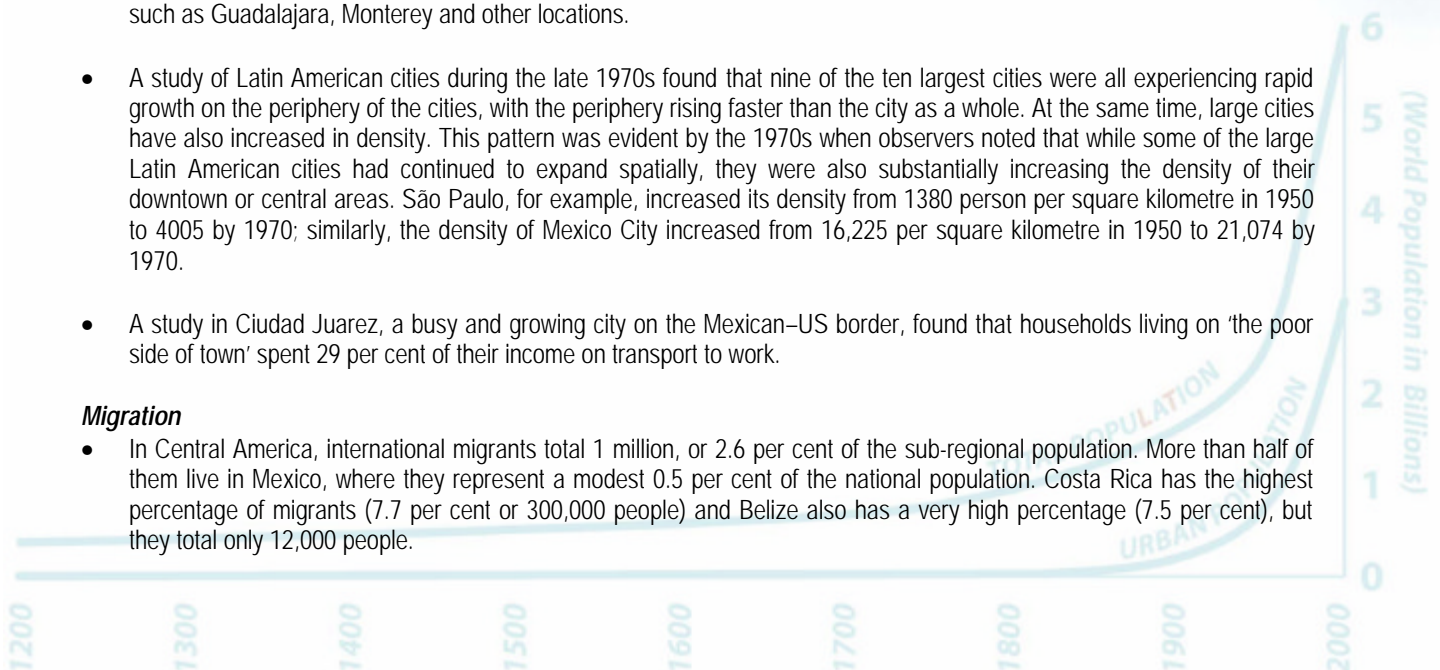 such as Guadalajara, Monterey and other locations.
• A study of Latin American cities during the late 1970s found that nine of the ten largest cities were all experiencing rapid
growth on the periphery of the cities, with the periphery rising faster than the city as a whole. At the same time, large cities
have also increased in density. This pattern was evident by the 1970s when observers noted that while some of the large
Latin American cities had continued to expand spatially, they were also substantially increasing the density of their
downtown or central areas. São Paulo, for example, increased its density from 1380 person per square kilometre in 1950
to 4005 by 1970; similarly, the density of Mexico City increased from 16,225 per square kilometre in 1950 to 21,074 by
1970.
• A study in Ciudad Juarez, a busy and growing city on the Mexican–US border, found that households living on ‘the poor
side of town’ spent 29 per cent of their income on transport to work.
Migration
• In Central America, international migrants total 1 million, or 2.6 per cent of the sub-regional population. More than half of
them live in Mexico, where they represent a modest 0.5 per cent of the national population. Costa Rica has the highest
percentage of migrants (7.7 per cent or 300,000 people) and Belize also has a very high percentage (7.5 per cent), but
they total only 12,000 people.
TOTAL POPULATION
URBAN POPULATION
6
5
4
3
2
1
0
(World Population in Billions)
1200
1300
1400
1500
1600
1700
1800
1900
2000